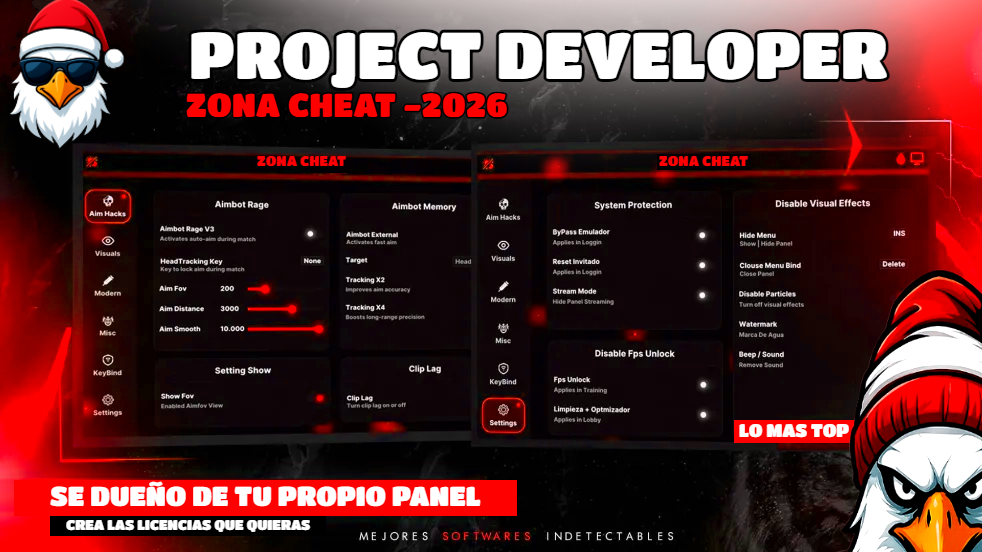 PROJECT DEVELOPER
ZONA CHEAT -2026
ZONA CHEAT
Aim Hacks
Visuals
Modern
Misc
KeyBind
Settings
Aimbot Rage
Aimbot Rage V3
Activates auto-aim during match
HeadTracking Key
None
Key to lock aim during match
Aim Fov 200
Aim Distance 3000
Aim Smooth 10.000
Setting Show
Show Fov
Enabled Aimfov View
Aimbot Memory
Aimbot External
Activates fast aim
Target Head
Tracking X2
Improves aim accuracy
Tracking X4
Boosts long-range precision
Clip Lag
Clip Lag
Turn clip lag on or off
ZONA CHEAT
Aim Hacks
Visuals
Modern
Misc
KeyBind
Settings
System Protection
ByPass Emulador
Applies in Loggin
Reset Invitado
Applies in Loggin
Stream Mode
Hide Panel Streaming
Disable Fps Unlock
Fps Unlock
Applies in Training
Limpieza + Optmizador
Applies in Lobby
Disable Visual Effects
Hide Menu INS
Show | Hide Panel
Clouse Menu Bind Delete
Close Panel
Disable Particles
Turn off visual effects
Watermark
Marca De Agua
Beep / Sound
Remove Sound
LO MAS TOP
SE DUEÑO DE TU PROPIO PANEL
CREA LAS LICENCIAS QUE QUIERAS
MEJORES SOFTWARES INDETECTABLES